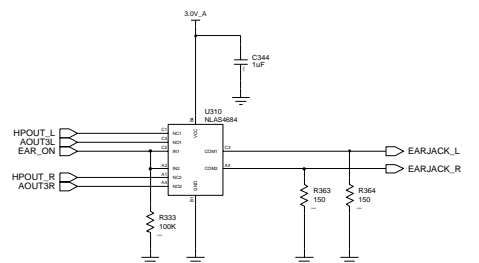 3.0V_A
C344
1uF
U310
NLAS4684
HPOUT_L
AOUT3L
EAR_ON
HPOUT_R
AOUT3R
C1
C4
C2
A2
A1
A4
NC1
NO1
IN1
IN2
NC2
NO2
VCC
GND
B1
COM1
COM2
C3
A3
EARJACK_L
EARJACK_R
R333
100K
R363
150
R364
150